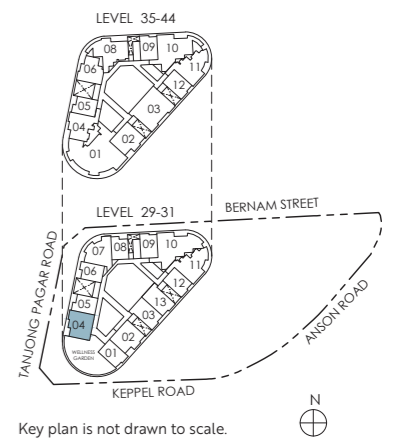 LEVEL 35-44
08
09
10
06
11
12
05
03
04
02
01
LEVEL 29-31
BERNAM STREET
TANJONG PAGAR ROAD
07
08
09
10
06
11
12
05
13
03
04
02
WELLNESS
GARDEN
01
ANSON ROAD
KEPPEL ROAD
N
Key plan is not drawn to scale.